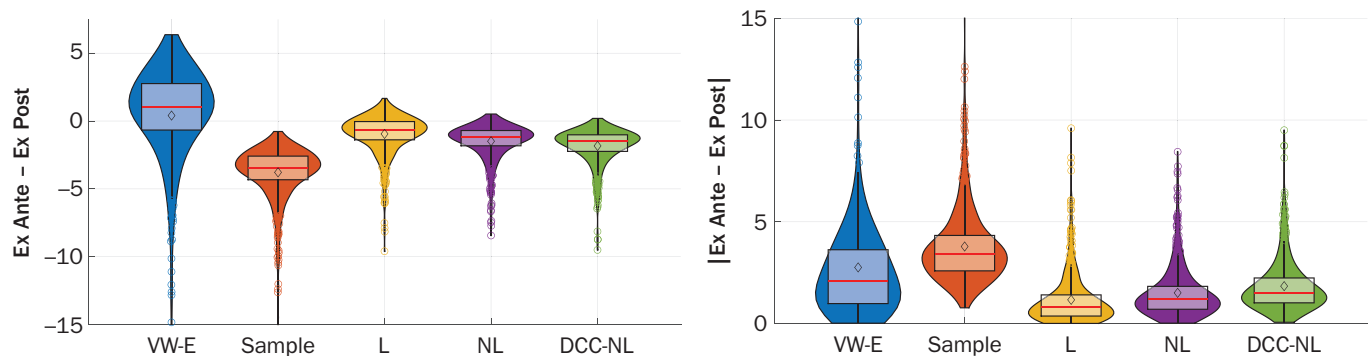 Ex Ante – Ex Post
5
0
–5
–10
–15
VW-E Sample L NL DCC-NL
|Ex Ante – Ex Post|
15
10
5
0
VW-E Sample L NL DCC-NL